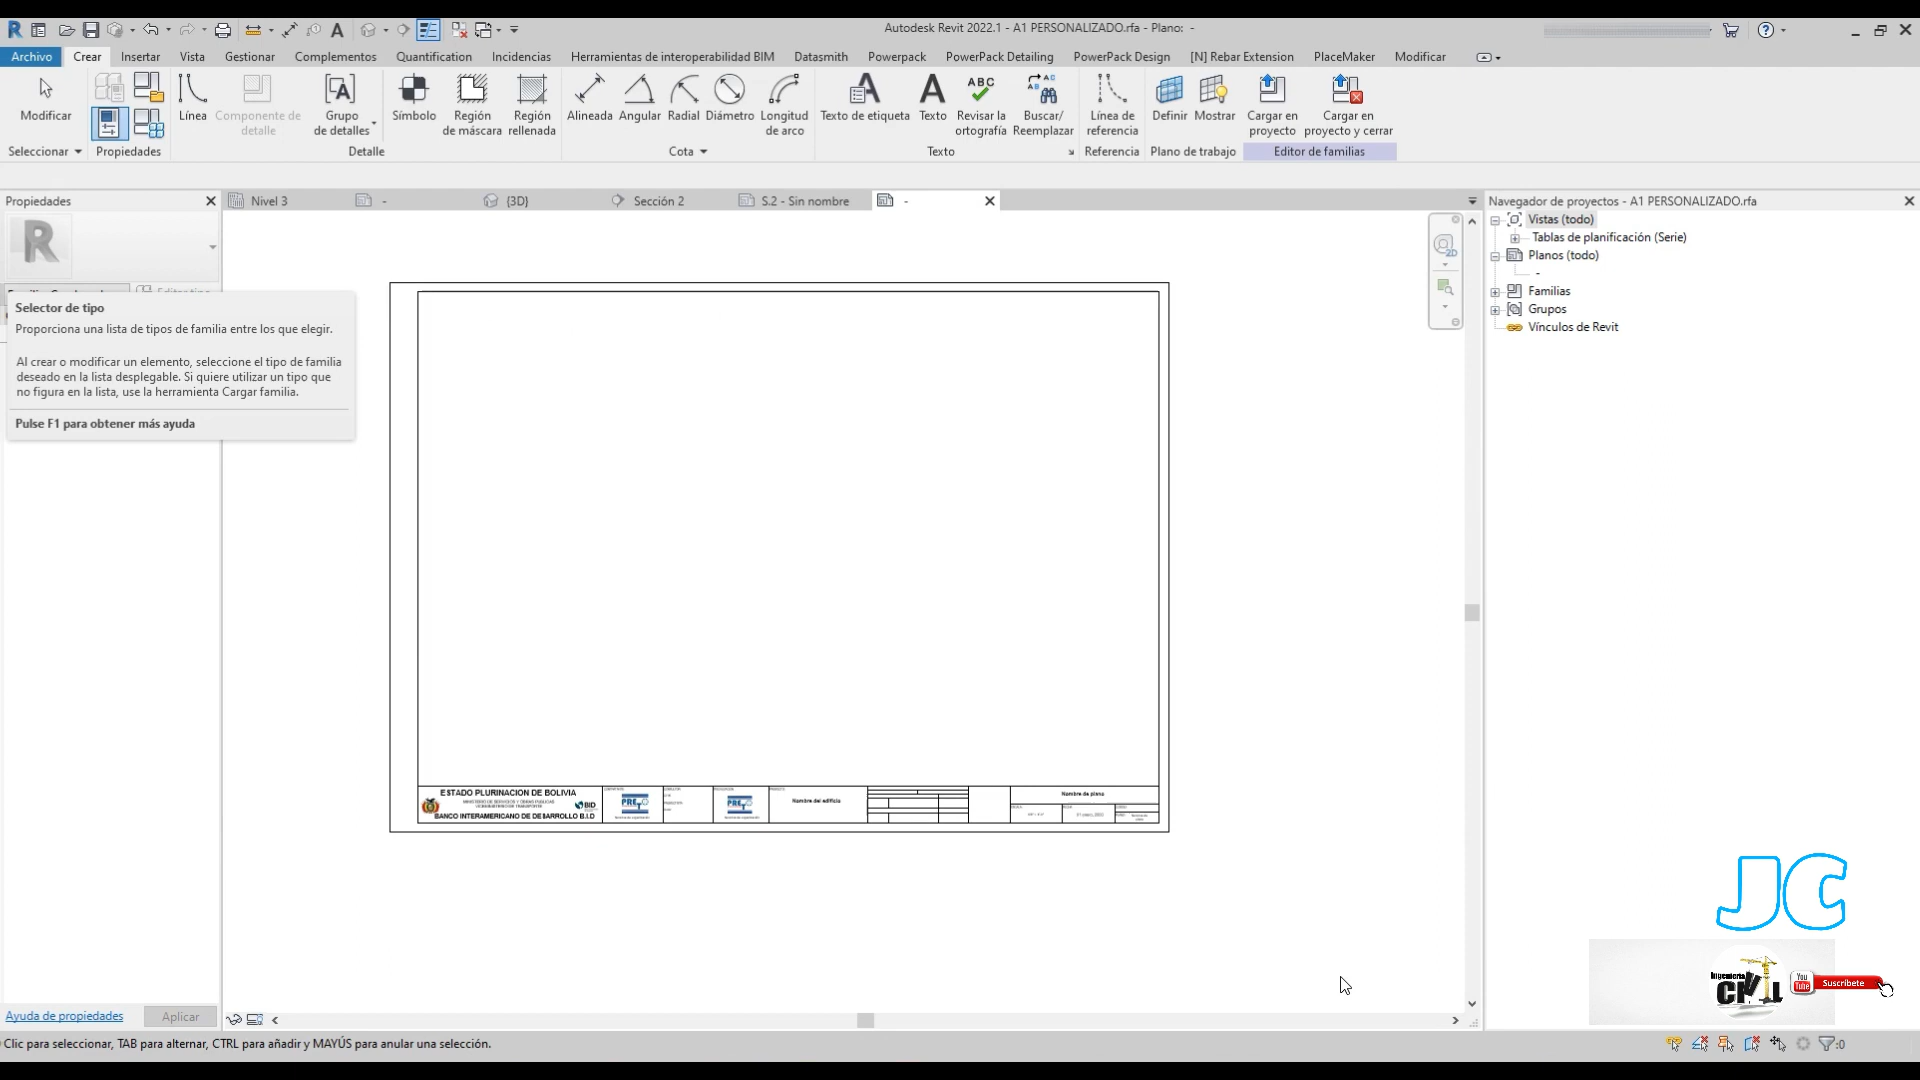 Autodesk Revit 2022.1 - A1 PERSONALIZADO.rfa - Plano: -
Archivo Crear Insertar Vista Gestionar Complementos Quantification Incidencias Herramientas de interoperabilidad BIM Datasmith Powerpack PowerPack Detailing PowerPack Design [N] Rebar Extension PlaceMaker Modificar
Modificar
Línea
Componente de detalle
Grupo de detalles
Símbolo
Región de máscara
Región rellenada
Alineada
Angular
Radial
Diámetro
Longitud de arco
Texto de etiqueta
Texto
Revisar la ortografía
Buscar/ Reemplazar
Línea de referencia
Definir
Mostrar
Cargar en proyecto
Cargar en proyecto y cerrar
Seleccionar Propiedades Detalle Cota Texto Referencia Plano de trabajo Editor de familias
Propiedades
Nivel 3
-
{3D}
Sección 2
S.2 - Sin nombre
-
Navegador de proyectos - A1 PERSONALIZADO.rfa
Vistas (todo)
Tablas de planificación (Serie)
Planos (todo)
-
Familias
Grupos
Vínculos de Revit
Selector de tipo
Proporciona una lista de tipos de familia entre los que elegir.
Al crear o modificar un elemento, seleccione el tipo de familia
deseado en la lista desplegable. Si quiere utilizar un tipo que
no figura en la lista, use la herramienta Cargar familia.
Pulse F1 para obtener más ayuda
2D
ESTADO PLURINACION DE BOLIVIA
BID
BANCO INTERAMERICANO DE DESARROLLO B.I.D
Nombre del edificio
Nombre de plano
JC
Ingeniería
CIVIL
You
Tube
Suscríbete
Ayuda de propiedades
Aplicar
Clic para seleccionar, TAB para alternar, CTRL para añadir y MAYÚS para anular una selección.
:0